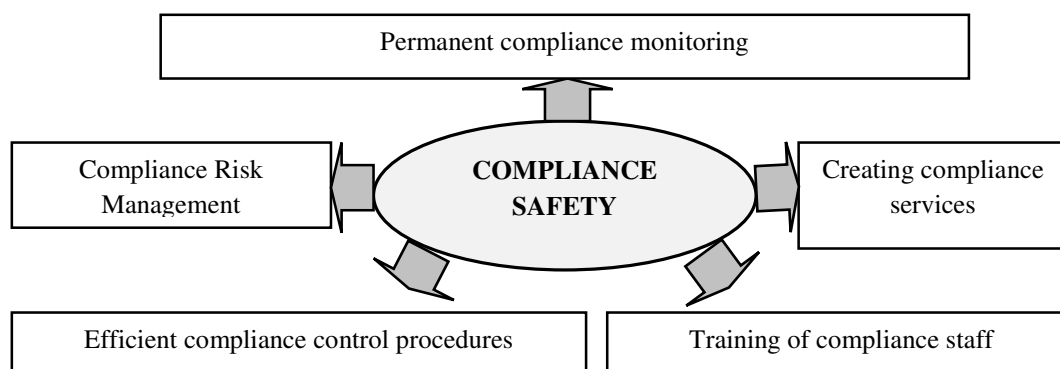 Permanent compliance monitoring
Compliance Risk
Management
COMPLIANCE
SAFETY
Creating compliance
services
Efficient compliance control procedures
Training of compliance staff